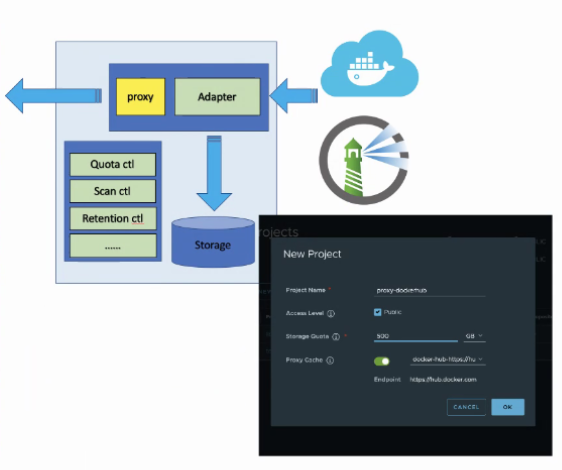 proxy
Adapter
Quota ctl
Scan ctl
Retention ctl
......
Storage
rojects
New Project
Project Name *
proxy-dockerhub
Access Level
Public
Storage Quota *
500
GB
Proxy Cache
docker-hub-https://hu
Endpoint https://hub.docker.com
CANCEL
OK